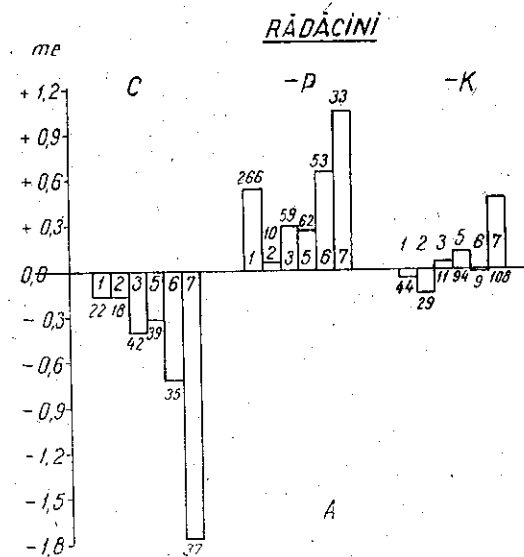 RĂDĂCINI
me
C -P -K
+ 1,2
+ 0,9
+ 0,6
+ 0,3
0,0
- 0,3
- 0,6
- 0,9
- 1,2
- 1,5
- 1,8
1 2 3 5 6 7
22 18 42 39 35 37
266 10 59 62 53 33
1 2 3 5 6 7
1 2 3 5 6 7
44 29 11 94 9 108
A